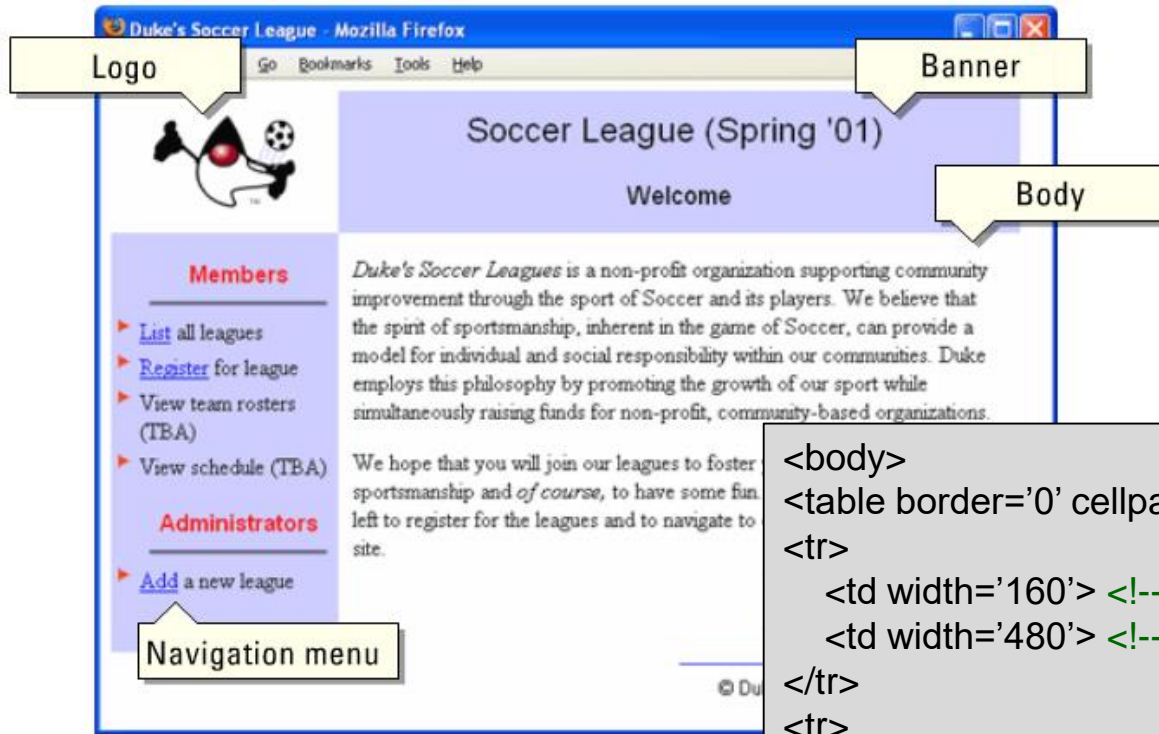 Duke's Soccer League - Mozilla Firefox
Logo
Go Bookmarks Tools Help
Banner
Soccer League (Spring '01)
Welcome
Body
Members
List all leagues
Register for league
View team rosters
(TBA)
View schedule (TBA)
Administrators
Add a new league
Navigation menu
Duke's Soccer Leagues is a non-profit organization supporting community
improvement through the sport of Soccer and its players. We believe that
the spirit of sportsmanship, inherent in the game of Soccer, can provide a
model for individual and social responsibility within our communities. Duke
employs this philosophy by promoting the growth of our sport while
simultaneously raising funds for non-profit, community-based organizations.
We hope that you will join our leagues to foster
sportsmanship and of course, to have some fun.
left to register for the leagues and to navigate to
site.
©
<body>
<table border=’0’ cellpa
<tr>
<td width=’160’> <!--
<td width=’480’> <!--
</tr>
<tr>